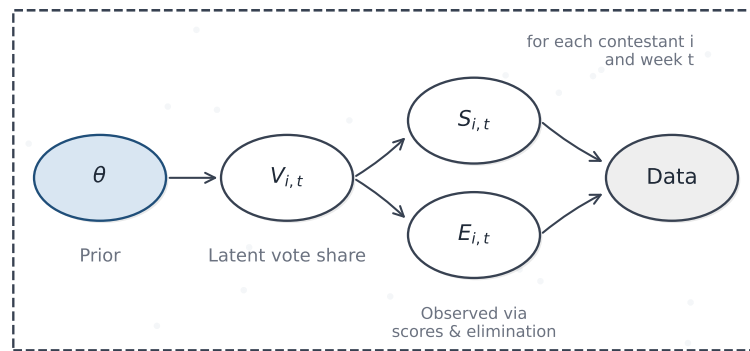 for each contestant i
and week t
θ
V_{i,t}
S_{i,t}
E_{i,t}
Data
Prior
Latent vote share
Observed via
scores & elimination